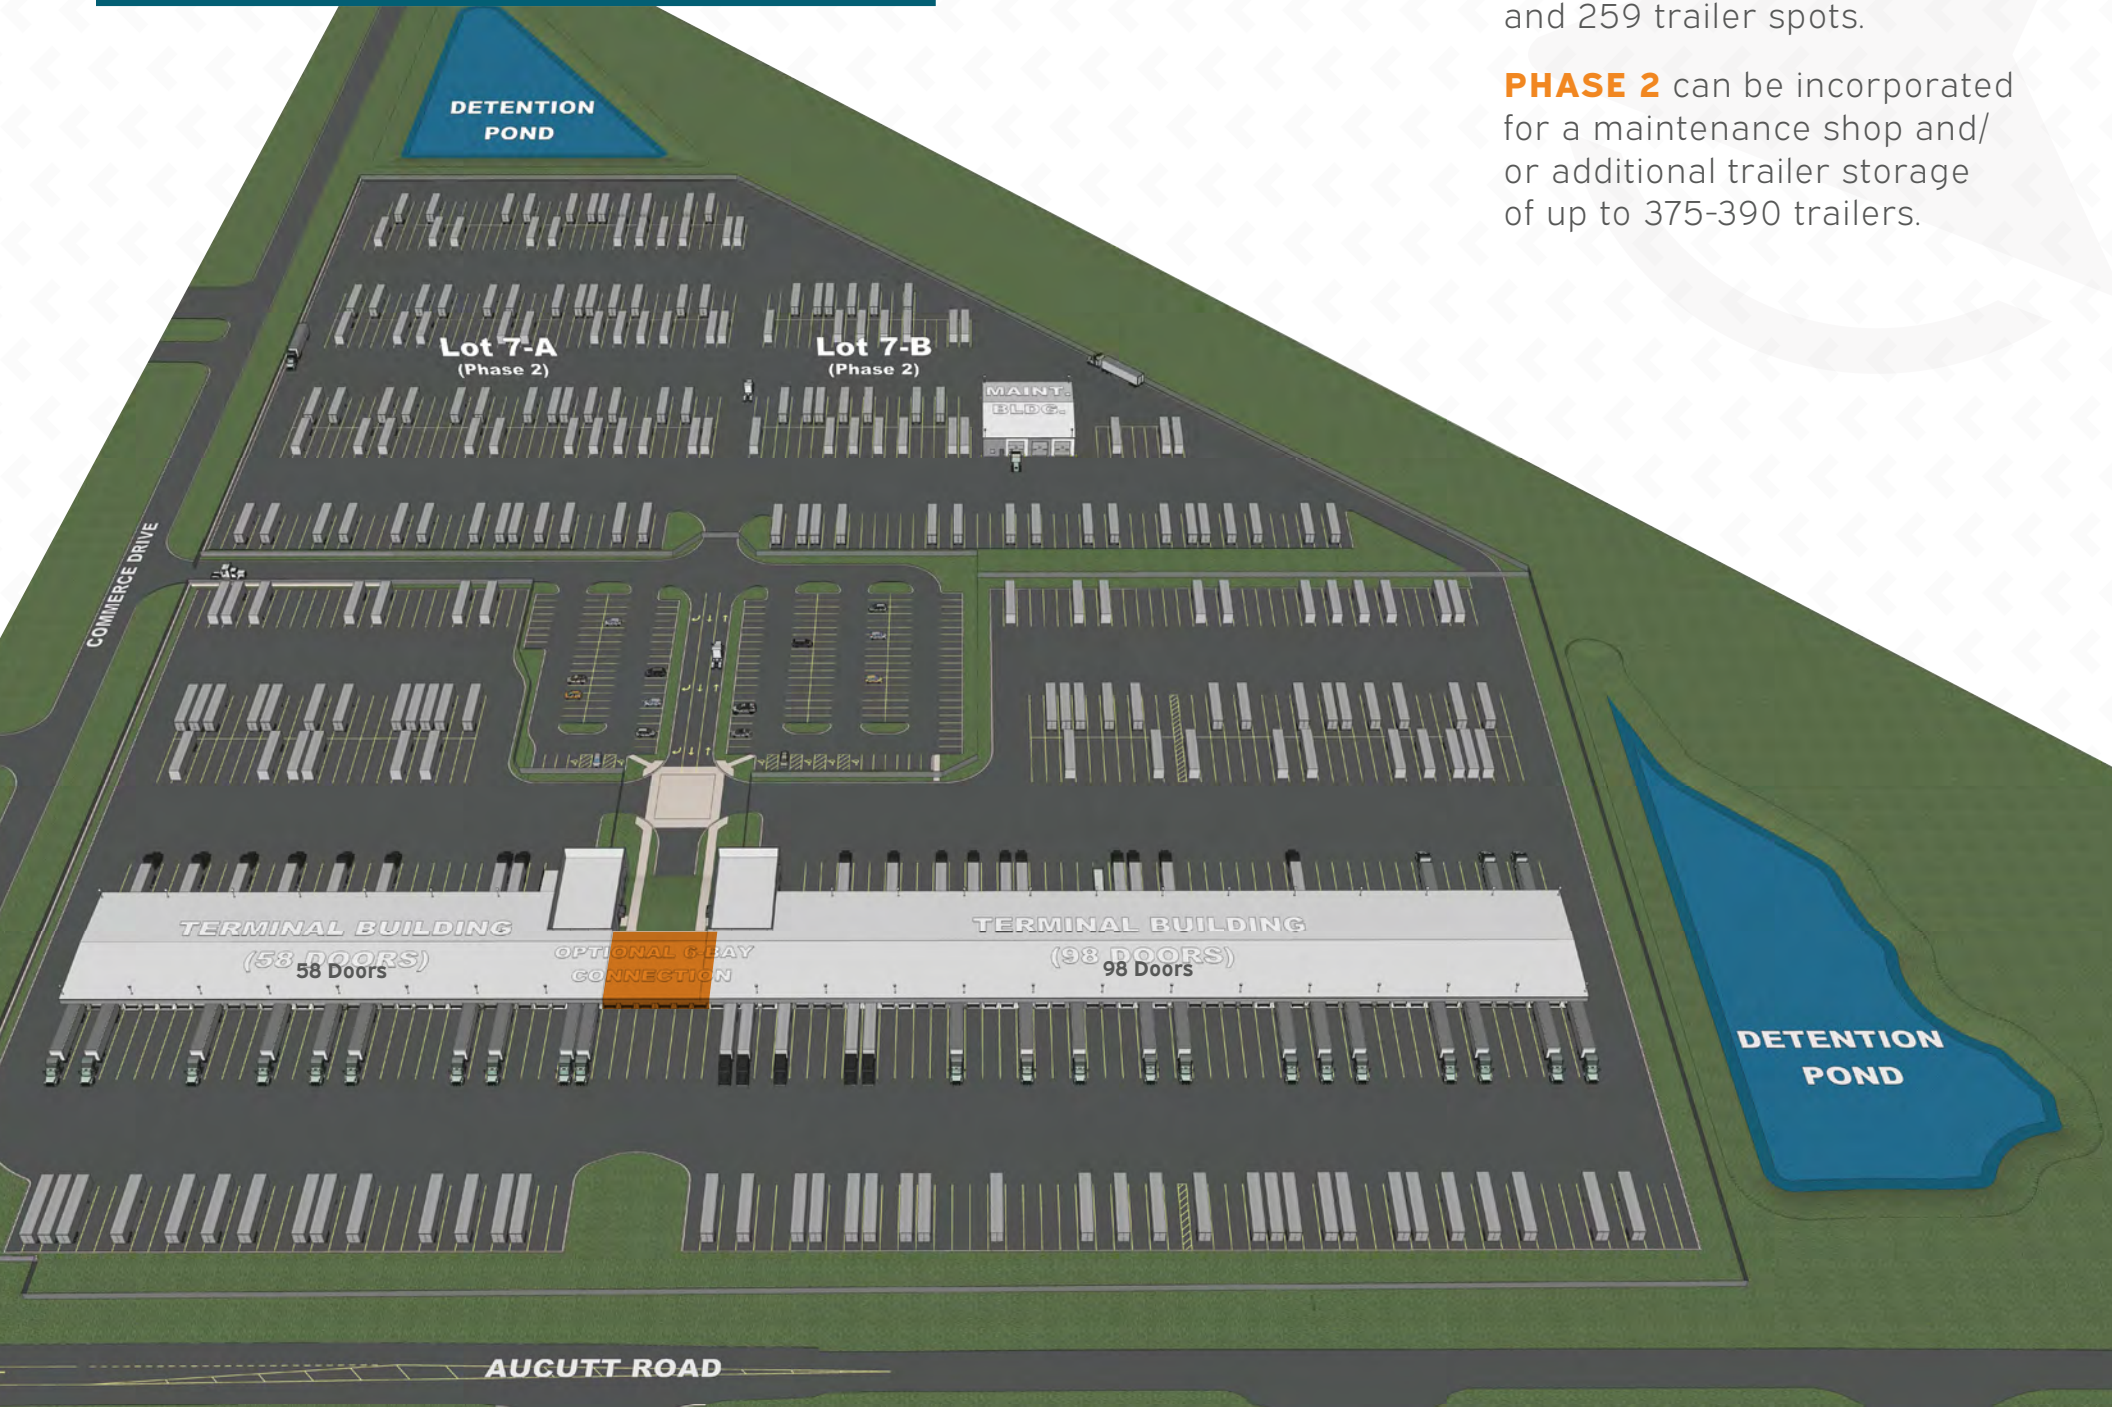 and 259 trailer spots.
PHASE 2 can be incorporated
for a maintenance shop and/
or additional trailer storage
of up to 375-390 trailers.
DETENTION
POND
Lot 7-A
(Phase 2)
Lot 7-B
(Phase 2)
MAINT.
BLDG.
COMMERCE DRIVE
TERMINAL BUILDING
(58 DOORS)
58 Doors
OPTIONAL 6-BAY
CONNECTION
TERMINAL BUILDING
(98 DOORS)
98 Doors
DETENTION
POND
AUCUTT ROAD